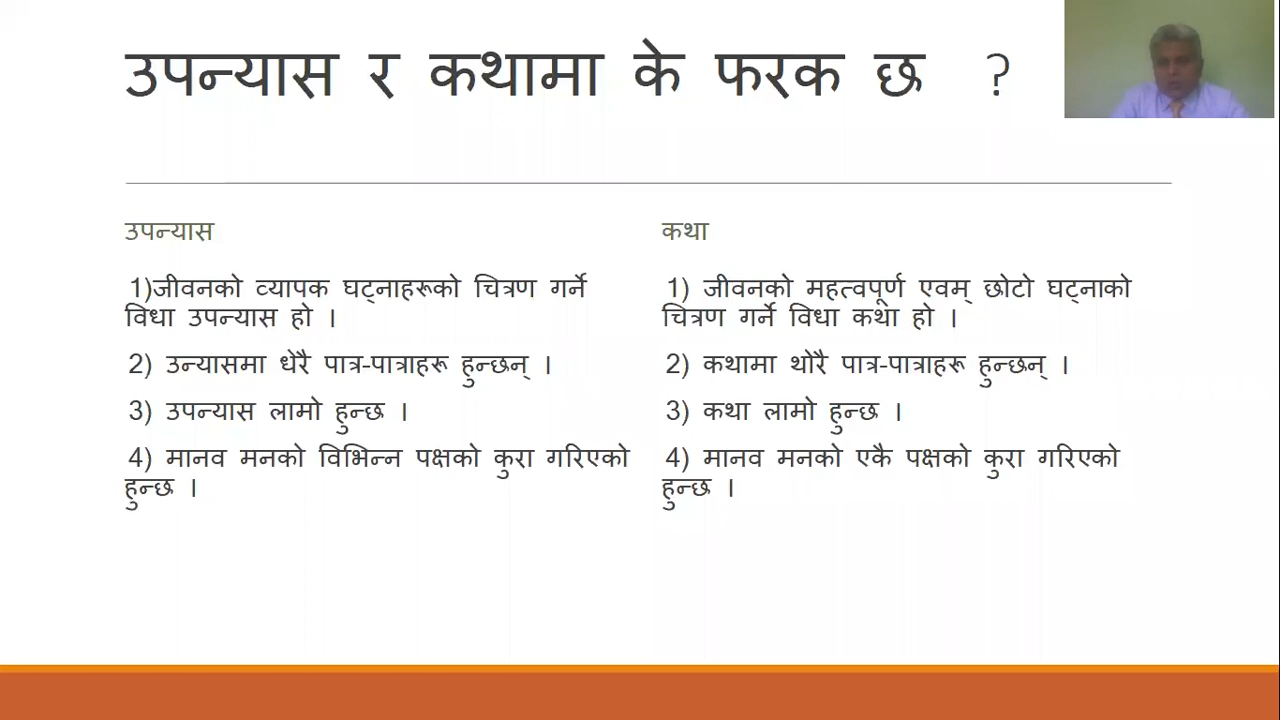 उपन्यास र कथामा के फरक छ ?
उपन्यास
1)जीवनको व्यापक घट्नाहरूको चित्रण गर्ने
विधा उपन्यास हो ।
2) उन्यासमा धेरै पात्र-पात्राहरू हुन्छन् ।
3) उपन्यास लामो हुन्छ ।
4) मानव मनको विभिन्न पक्षको कुरा गरिएको
हुन्छ ।
कथा
1) जीवनको महत्वपूर्ण एवम् छोटो घट्नाको
चित्रण गर्ने विधा कथा हो ।
2) कथामा थोरै पात्र-पात्राहरू हुन्छन् ।
3) कथा लामो हुन्छ ।
4) मानव मनको एकै पक्षको कुरा गरिएको
हुन्छ ।